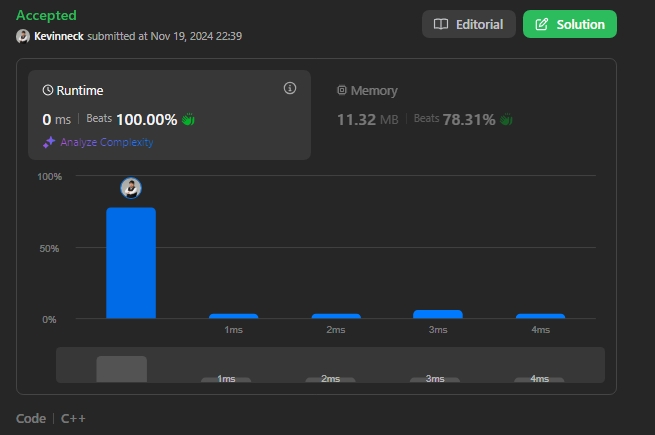 Accepted
Editorial
Solution
Kevinneck submitted at Nov 19, 2024 22:39
Runtime
Memory
0 ms | Beats 100.00%
11.32 MB | Beats 78.31%
Analyze Complexity
100%
50%
0%
1ms 2ms 3ms 4ms
1ms 2ms 3ms 4ms
Code | C++